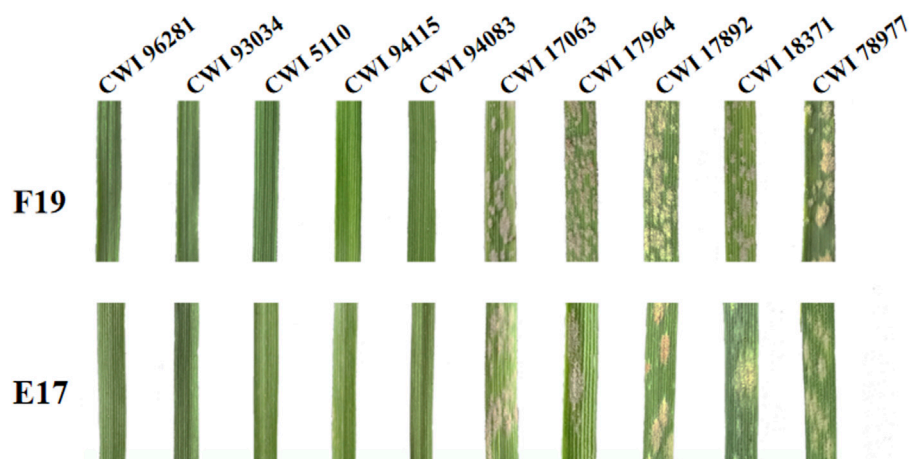 CWI 96281
CWI 93034
CWI 5110
CWI 94115
CWI 94083
CWI 17063
CWI 17964
CWI 17892
CWI 18371
CWI 78977
F19
E17